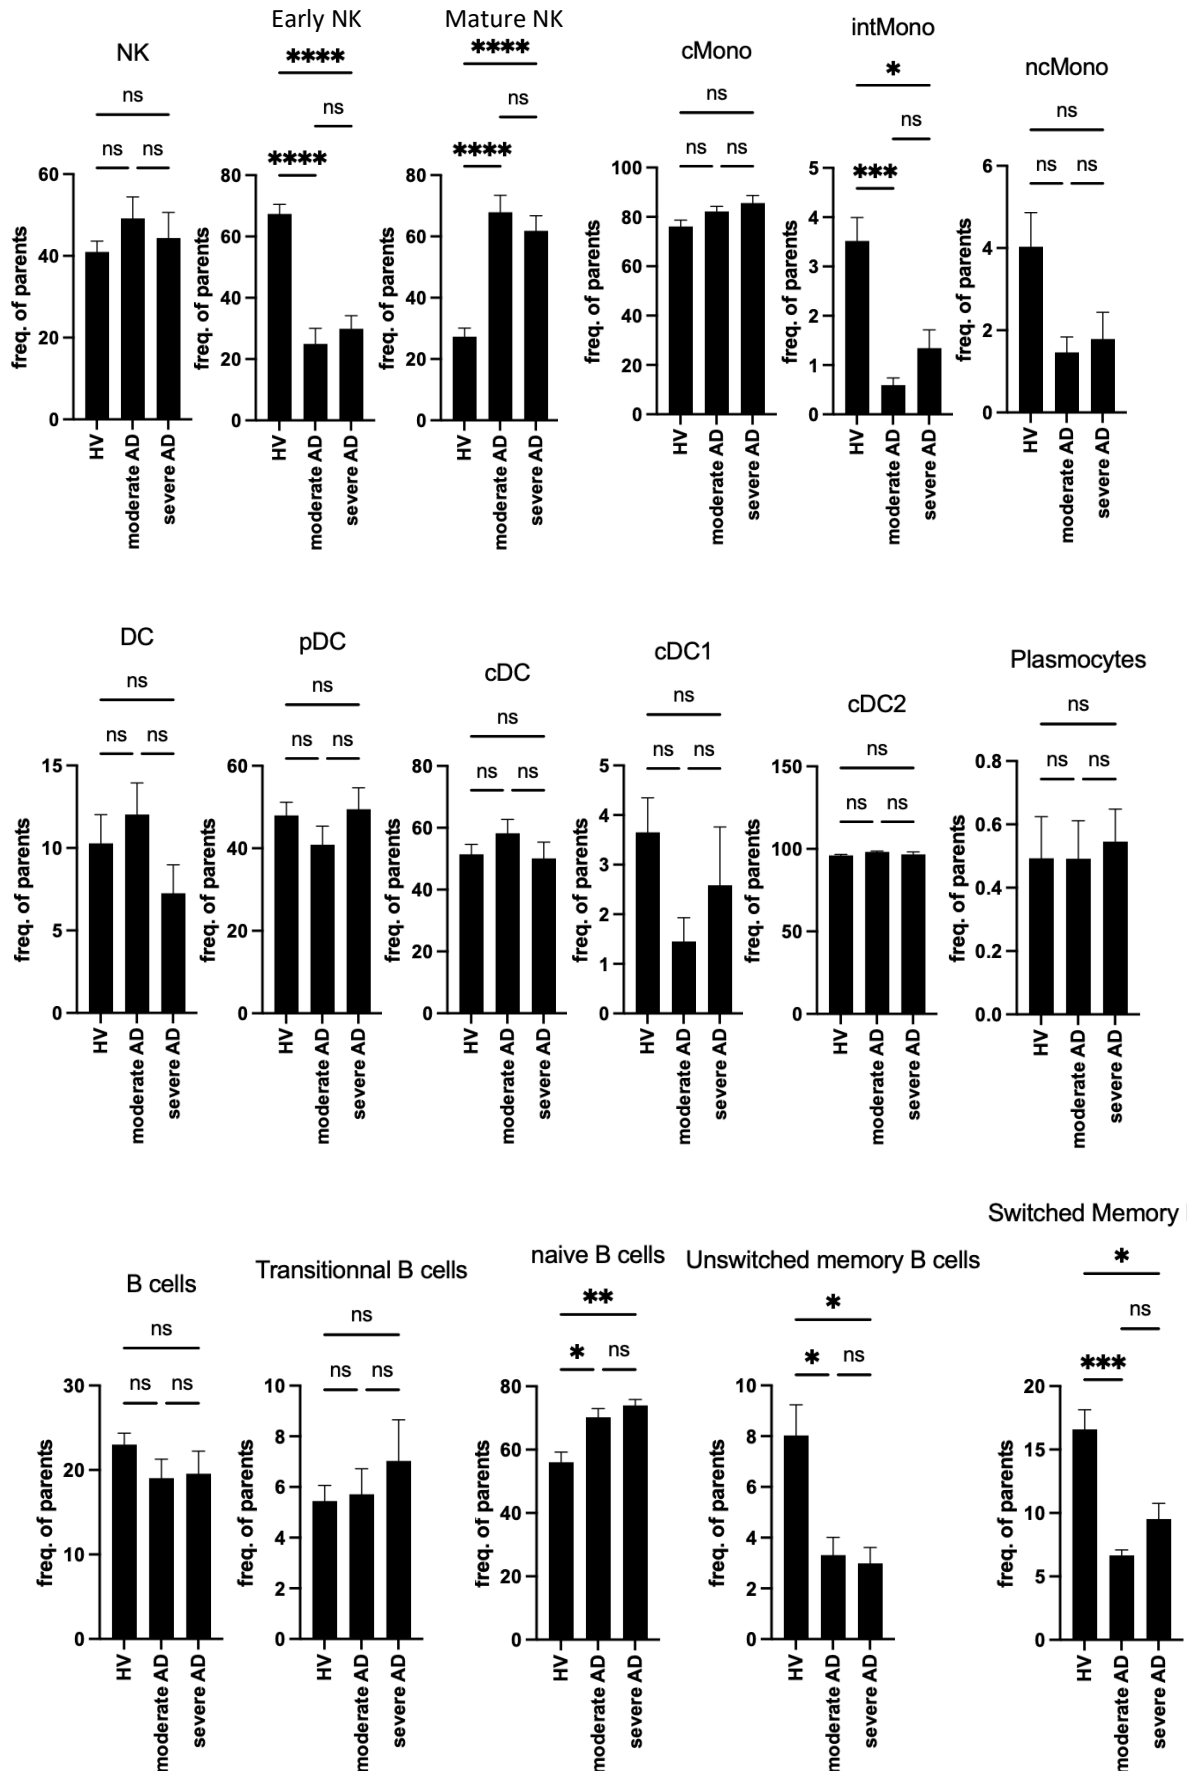 NK
ns
ns ns
60
40
20
0
freq. of parents
HV
moderate AD
severe AD
Early NK
****
ns
****
80
60
40
20
0
freq. of parents
HV
moderate AD
severe AD
Mature NK
****
ns
****
80
60
40
20
0
freq. of parents
HV
moderate AD
severe AD
cMono
ns
ns ns
100
80
60
40
20
0
freq. of parents
HV
moderate AD
severe AD
intMono
*
ns
***
5
4
3
2
1
0
freq. of parents
HV
moderate AD
severe AD
ncMono
ns
ns ns
6
4
2
0
freq. of parents
HV
moderate AD
severe AD
DC
ns
ns ns
15
10
5
0
freq. of parents
HV
moderate AD
severe AD
pDC
ns
ns ns
60
40
20
0
freq. of parents
HV
moderate AD
severe AD
cDC
ns
ns ns
80
60
40
20
0
freq. of parents
HV
moderate AD
severe AD
cDC1
ns
ns ns
5
4
3
2
1
0
freq. of parents
HV
moderate AD
severe AD
cDC2
ns
ns ns
150
100
50
0
freq. of parents
HV
moderate AD
severe AD
Plasmocytes
ns
ns ns
0.8
0.6
0.4
0.2
0.0
freq. of parents
HV
moderate AD
severe AD
B cells
ns
ns ns
30
20
10
0
freq. of parents
HV
moderate AD
severe AD
Transitionnal B cells
ns
ns ns
10
8
6
4
2
0
freq. of parents
HV
moderate AD
severe AD
naive B cells
**
* ns
80
60
40
20
0
freq. of parents
HV
moderate AD
severe AD
Unswitched memory B cells
*
* ns
10
8
6
4
2
0
freq. of parents
HV
moderate AD
severe AD
Switched Memory
*
ns
***
20
15
10
5
0
freq. of parents
HV
moderate AD
severe AD